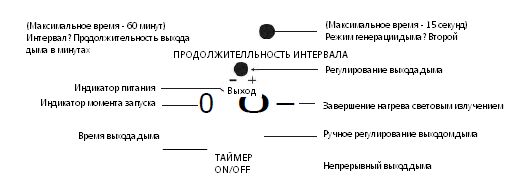 (Максимальное время - 60 минут)
Интервал? Продолжительность выхода
дыма в минутах
(Максимальное время - 15 секунд)
Режим генерации дыма? Второй
ПРОДОЛЖИТЕЛЛЬНОСТЬ ИНТЕРВАЛА
Регулирование выхода дыма
− +
Индикатор питания
Выход
Индикатор момента запуска
0
Завершение нагрева световым излучением
Время выхода дыма
Ручное регулирование выходом дыма
ТАЙМЕР
ON/OFF
Непрерывный выход дыма